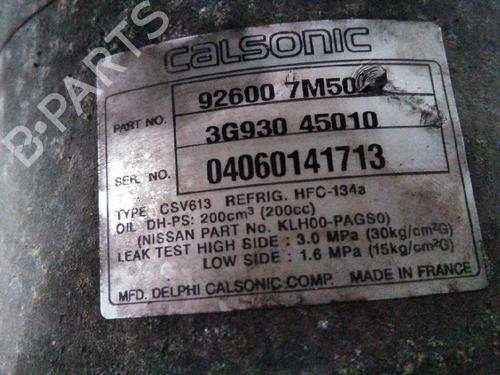 CALSONIC
92600
PART NO.
3G930 45010
SER. NO. 04060141713
TYPE CSV613 REFRIG. HFC-134a
OIL DH-PS: 200cm³ (200cc)
(NISSAN PART No. KLH00-PAGS0)
LEAK TEST HIGH SIDE : 3.0 MPa (30kg/cm²G)
LOW SIDE : 1.6 MPa (15kg/cm²G)
MFD. DELPHI CALSONIC COMP. MADE IN FRANCE
B-PARTS